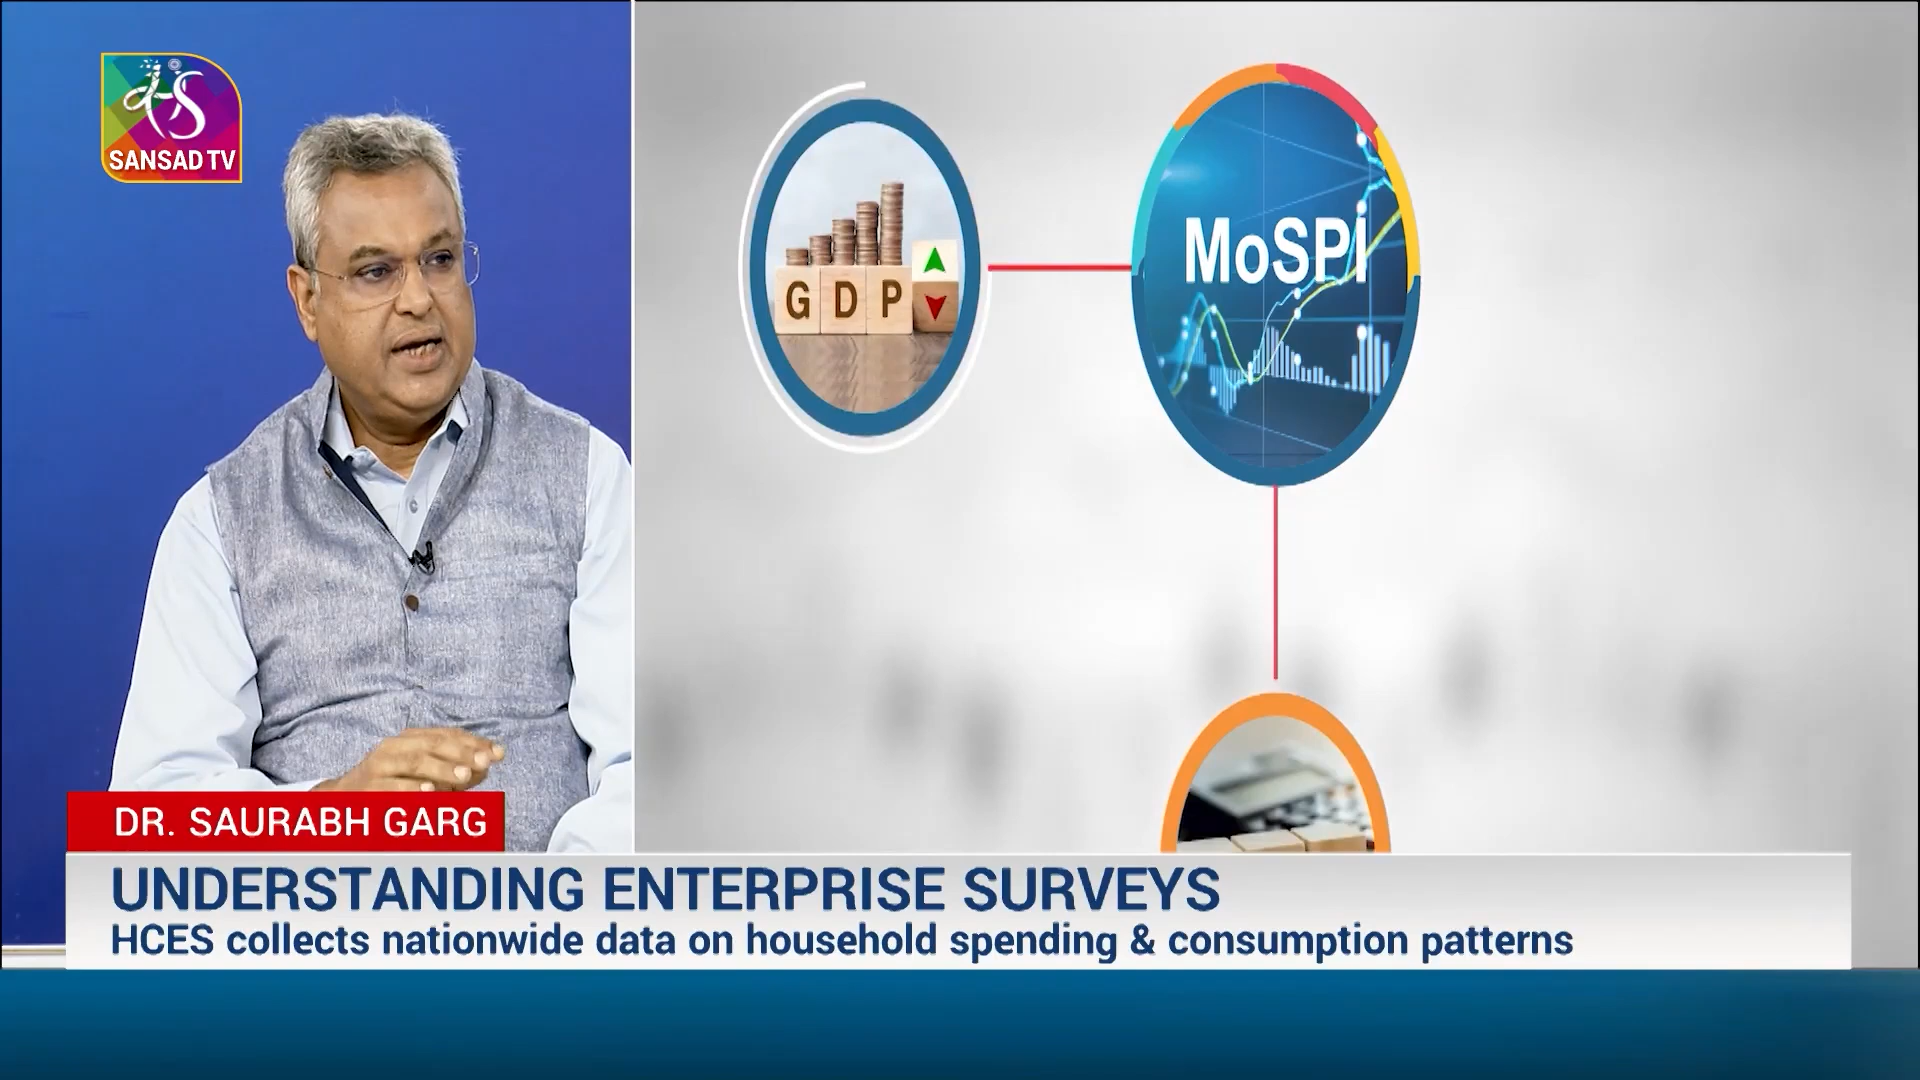 SANSAD TV
GDP
MoSPI
DR. SAURABH GARG
UNDERSTANDING ENTERPRISE SURVEYS
HCES collects nationwide data on household spending & consumption patterns